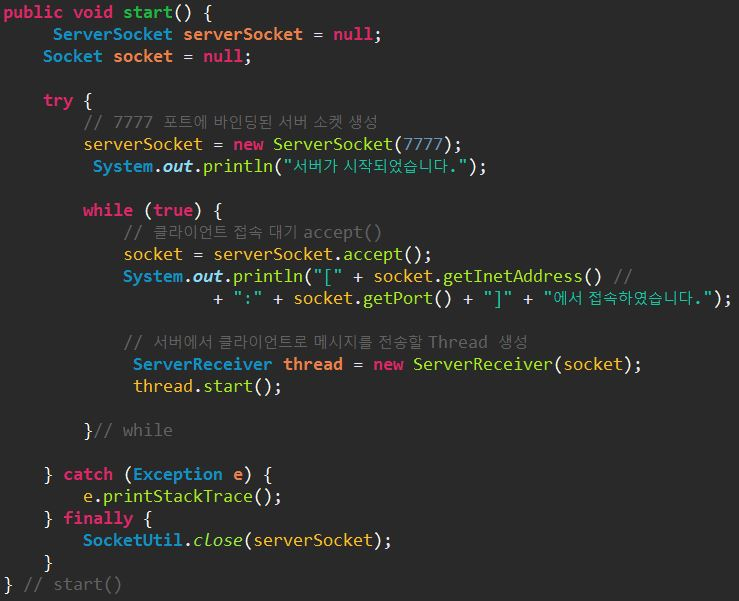 public void start() {
ServerSocket serverSocket = null;
Socket socket = null;
try {
// 7777 포트에 바인딩된 서버 소켓 생성
serverSocket = new ServerSocket(7777);
System.out.println("서버가 시작되었습니다.");
while (true) {
// 클라이언트 접속 대기 accept()
socket = serverSocket.accept();
System.out.println("[" + socket.getInetAddress() //
+ ":" + socket.getPort() + "]" + "에서 접속하였습니다.");
// 서버에서 클라이언트로 메시지를 전송할 Thread 생성
ServerReceiver thread = new ServerReceiver(socket);
thread.start();
}// while
} catch (Exception e) {
e.printStackTrace();
} finally {
SocketUtil.close(serverSocket);
}
} // start()